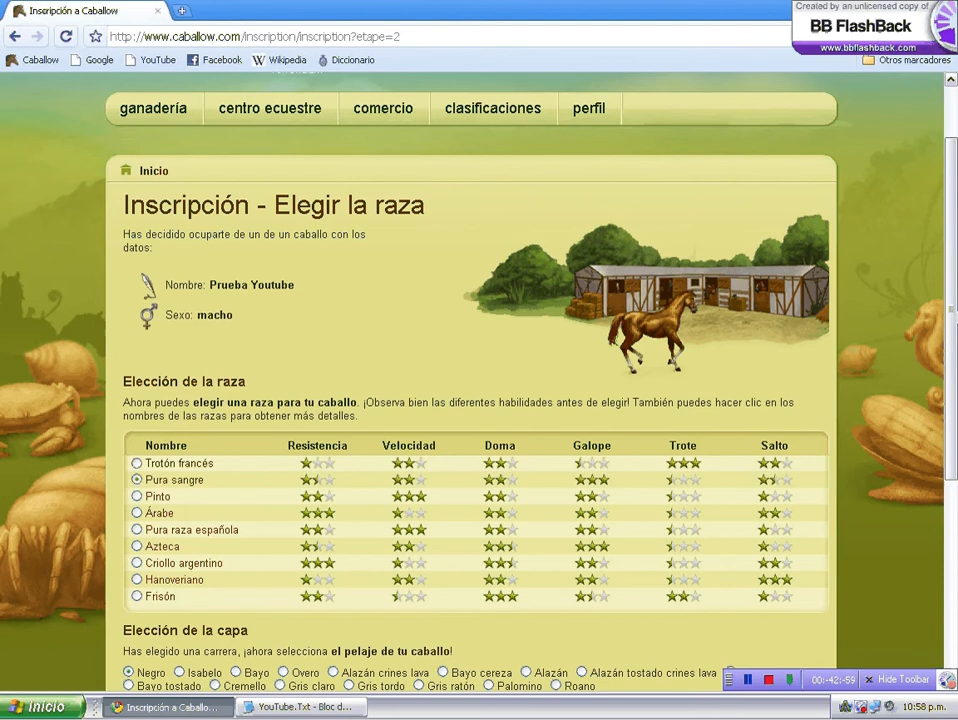 Inscripción a Caballow
Created by an unlicensed copy of
BB FlashBack
www.bbflashback.com
http://www.caballow.com/inscription/inscription?etape=2
Caballow Google YouTube Facebook Wikipedia Diccionario Otros marcadores
ganadería centro ecuestre comercio clasificaciones perfil
Inicio
Inscripción - Elegir la raza
Has decidido ocuparte de un de un caballo con los
datos:
Nombre: Prueba Youtube
Sexo: macho
Elección de la raza
Ahora puedes elegir una raza para tu caballo. ¡Observa bien las diferentes habilidades antes de elegir! También puedes hacer clic en los
nombres de las razas para obtener más detalles.
Nombre Resistencia Velocidad Doma Galope Trote Salto
Trotón francés
Pura sangre
Pinto
Árabe
Pura raza española
Azteca
Criollo argentino
Hanoveriano
Frisón
Elección de la capa
Has elegido una carrera, ¡ahora selecciona el pelaje de tu caballo!
Negro Isabelo Bayo Overo Alazán crines lava Bayo cereza Alazán Alazán tostado crines lava
Bayo tostado Cremello Gris claro Gris tordo Gris ratón Palomino Roano
00:-42:-59 Hide Toolbar
Inicio Inscripción a Caballo... YouTube.Txt - Bloc d... 10:58 p.m.